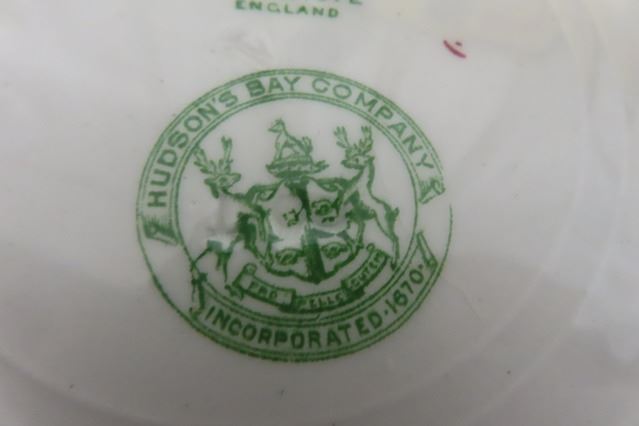 ENGLAND
HUDSON'S BAY COMPANY
PRO PELLE CUTEM
INCORPORATED·1670·